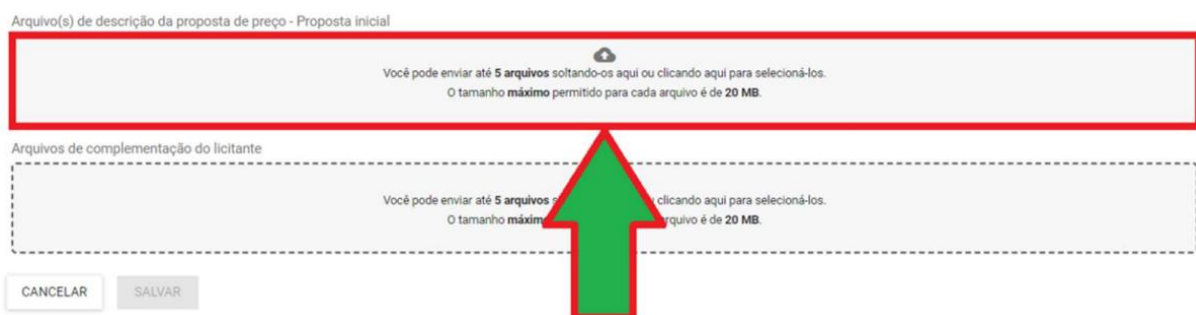 Arquivo(s) de descrição da proposta de preço - Proposta inicial
Você pode enviar até 5 arquivos soltando-os aqui ou clicando aqui para selecioná-los.
O tamanho máximo permitido para cada arquivo é de 20 MB.
Arquivos de complementação do licitante
Você pode enviar até 5 arquivos clicando aqui para selecioná-los.
O tamanho é de 20 MB.
CANCELAR
SALVAR